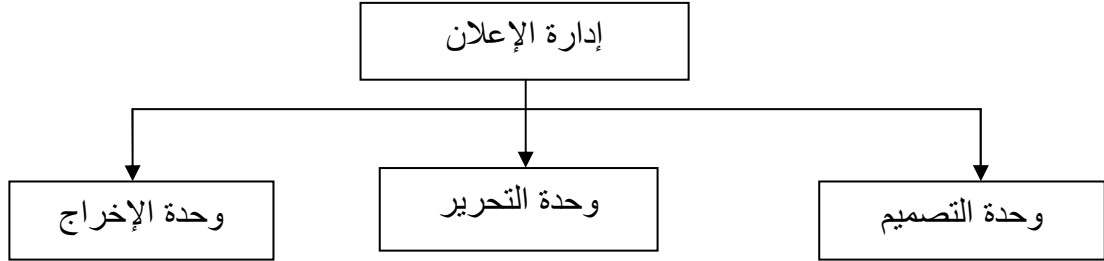 إدارة الإعلان
وحدة التصميم
وحدة التحرير
وحدة الإخراج